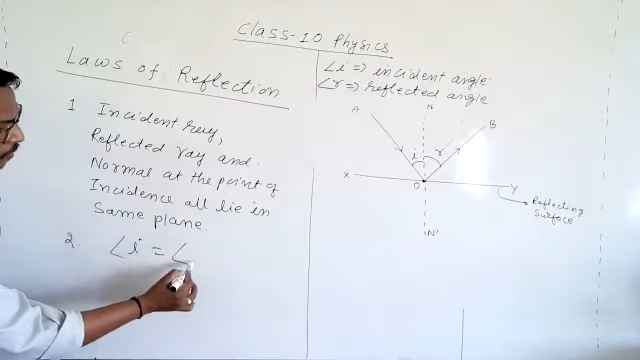 Class-10 Physics
Laws of Reflection
∠i => incident angle.
∠r => reflected angle
1 Incident ray,
Reflected ray and
Normal at the point of
Incidence all lie in
Same plane.
2. ∠i = ∠
A
N
B
i
r
X
O
Y
Reflecting
Surface
N'